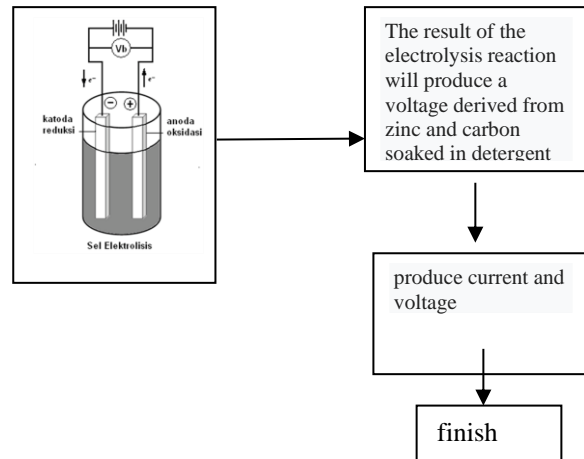 Vb
e⁻
e⁻
− +
katoda
reduksi
anoda
oksidasi
Sel Elektrolisis
The result of the
electrolysis reaction
will produce a
voltage derived from
zinc and carbon
soaked in detergent
produce current and
voltage
finish